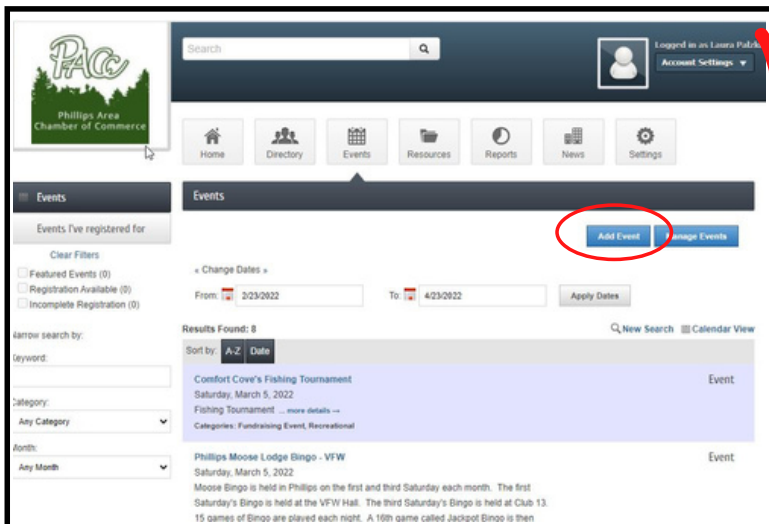 PACC
Phillips Area
Chamber of Commerce
Search
Logged in as Laura
Account Settings
Home
Directory
Events
Resources
Reports
News
Settings
Events
Events I've registered for
Clear Filters
Featured Events (0)
Registration Available (0)
Incomplete Registration (0)
Narrow search by:
Keyword:
Category:
Any Category
Month:
Any Month
Events
Add Event
Manage Events
« Change Dates »
From: 2/23/2022 To: 4/23/2022 Apply Dates
Results Found: 8 New Search Calendar View
Sort by: A-Z Date
Comfort Cove's Fishing Tournament Event
Saturday, March 5, 2022
Fishing Tournament ... more details →
Categories: Fundraising Event, Recreational
Phillips Moose Lodge Bingo - VFW Event
Saturday, March 5, 2022
Moose Bingo is held in Phillips on the first and third Saturday each month. The first
Saturday's Bingo is held at the VFW Hall. The third Saturday's Bingo is held at Club 13.
15 games of Bingo are played each night. A 16th game called Jackpot Bingo is then